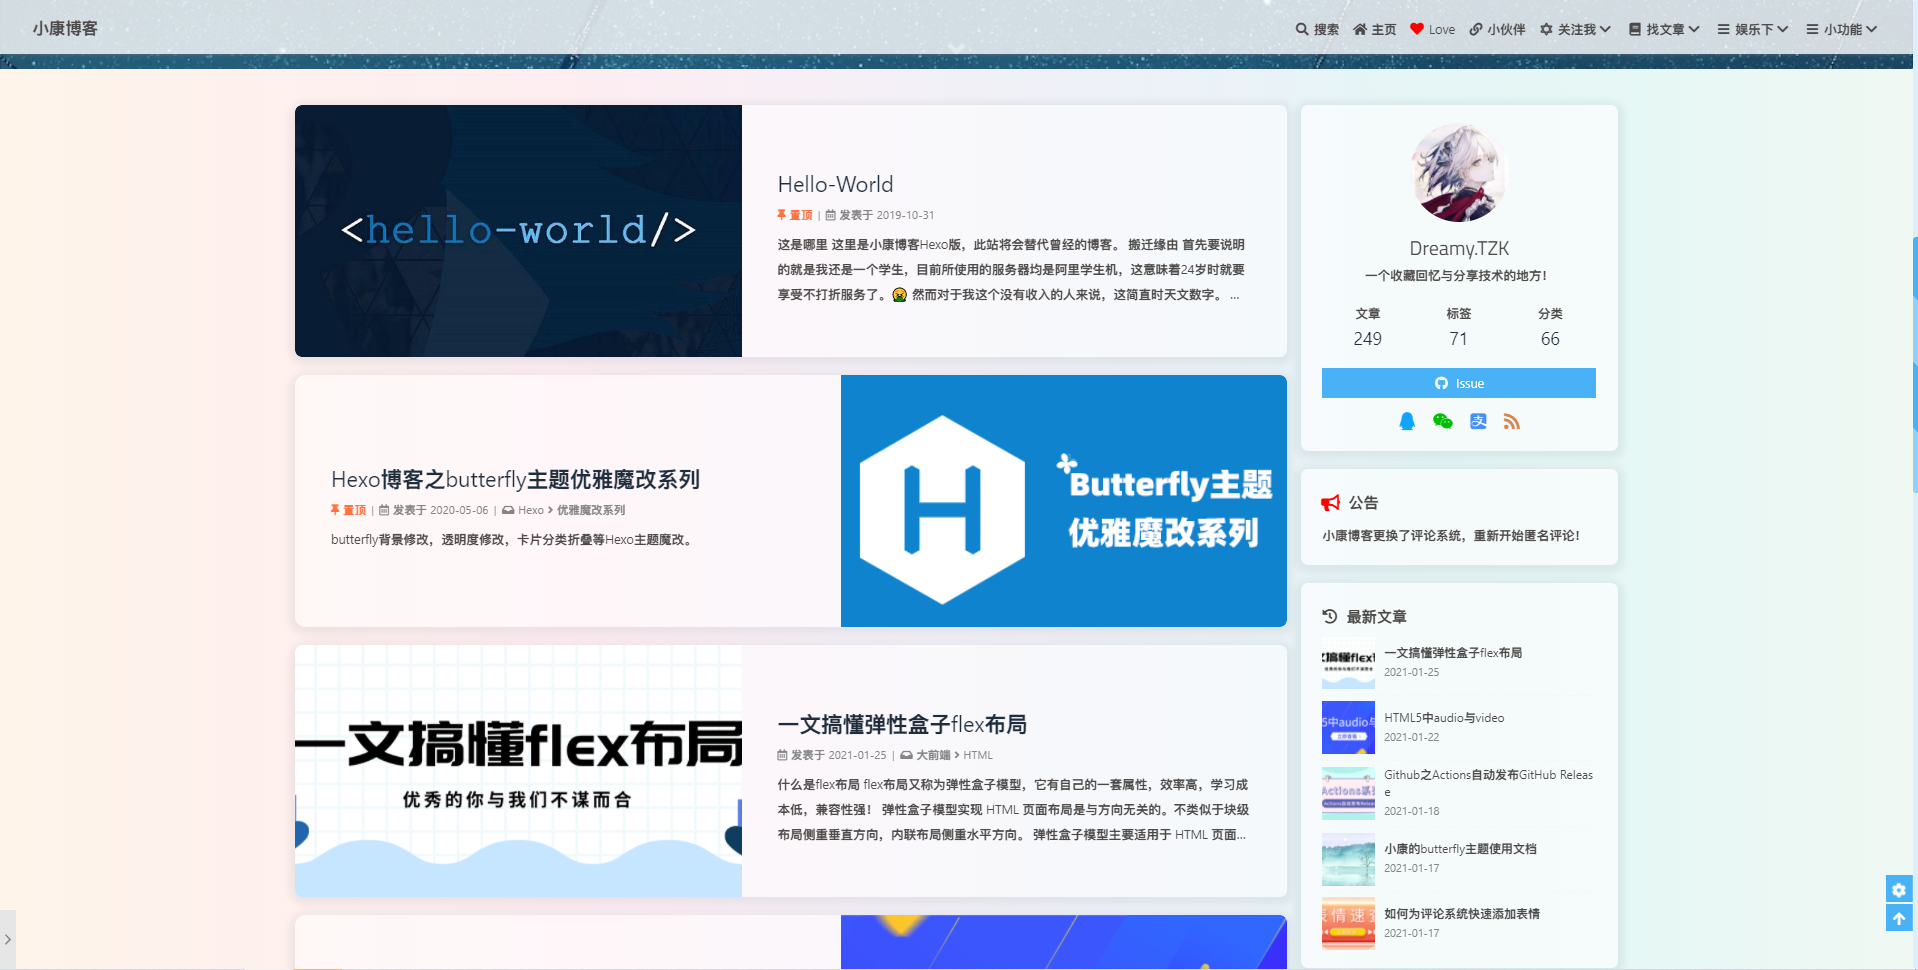 小康博客
搜索 主页 Love 小伙伴 关注我 找文章 娱乐下 小功能
<hello-world/>
Hello-World
置顶 | 发表于 2019-10-31
这是哪里 这里是小康博客Hexo版，此站将会替代曾经的博客。 搬迁缘由 首先要说明
的就是我还是一个学生，目前所使用的服务器均是阿里学生机，这意味着24岁时就要
享受不打折服务了。😭 然而对于我这个没有收入的人来说，这简直时天文数字。 ...
Hexo博客之butterfly主题优雅魔改系列
置顶 | 发表于 2020-05-06 | Hexo > 优雅魔改系列
butterfly背景修改，透明度修改，卡片分类折叠等Hexo主题魔改。
Butterfly主题
优雅魔改系列
一文搞懂flex布局
优秀的你与我们不谋而合
一文搞懂弹性盒子flex布局
发表于 2021-01-25 | 大前端 > HTML
什么是flex布局 flex布局又称为弹性盒子模型，它有自己的一套属性，效率高，学习成
本低，兼容性强！ 弹性盒子模型实现 HTML 页面布局是与方向无关的。不类似于块级
布局侧重垂直方向，内联布局侧重水平方向。 弹性盒子模型主要适用于 HTML 页面...
Dreamy.TZK
一个收藏回忆与分享技术的地方！
文章 标签 分类
249 71 66
Issue
公告
小康博客更换了评论系统，重新开始匿名评论！
最新文章
一文搞懂弹性盒子flex布局
2021-01-25
HTML5中audio与video
2021-01-22
Github之Actions自动发布GitHub Releas
e
2021-01-18
小康的butterfly主题使用文档
2021-01-17
如何为评论系统快速添加表情
2021-01-17